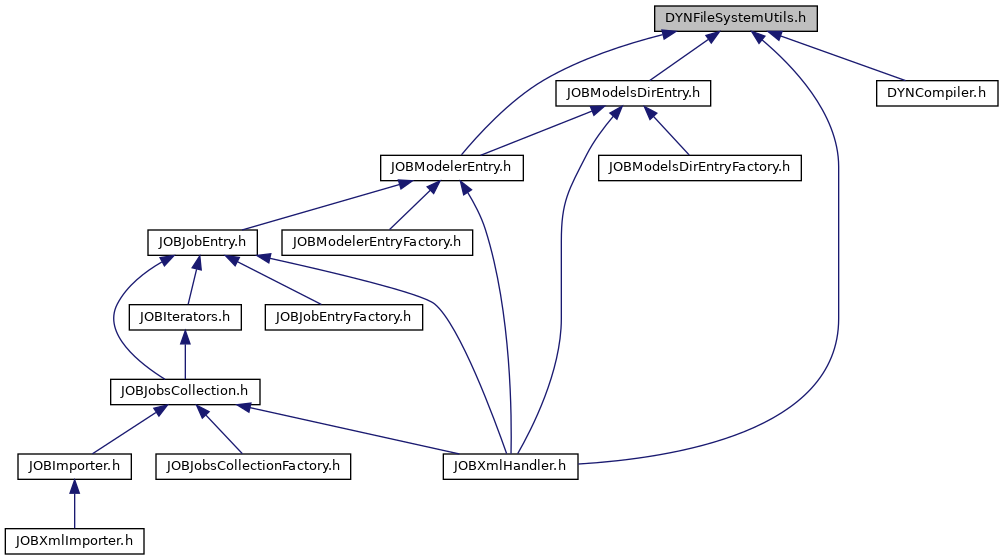 DYNFileSystemUtils.h
JOBModelsDirEntry.h
DYNCompiler.h
JOBModelerEntry.h
JOBModelsDirEntryFactory.h
JOBJobEntry.h
JOBModelerEntryFactory.h
JOBIterators.h
JOBJobEntryFactory.h
JOBJobsCollection.h
JOBImporter.h
JOBJobsCollectionFactory.h
JOBXmlHandler.h
JOBXmlImporter.h